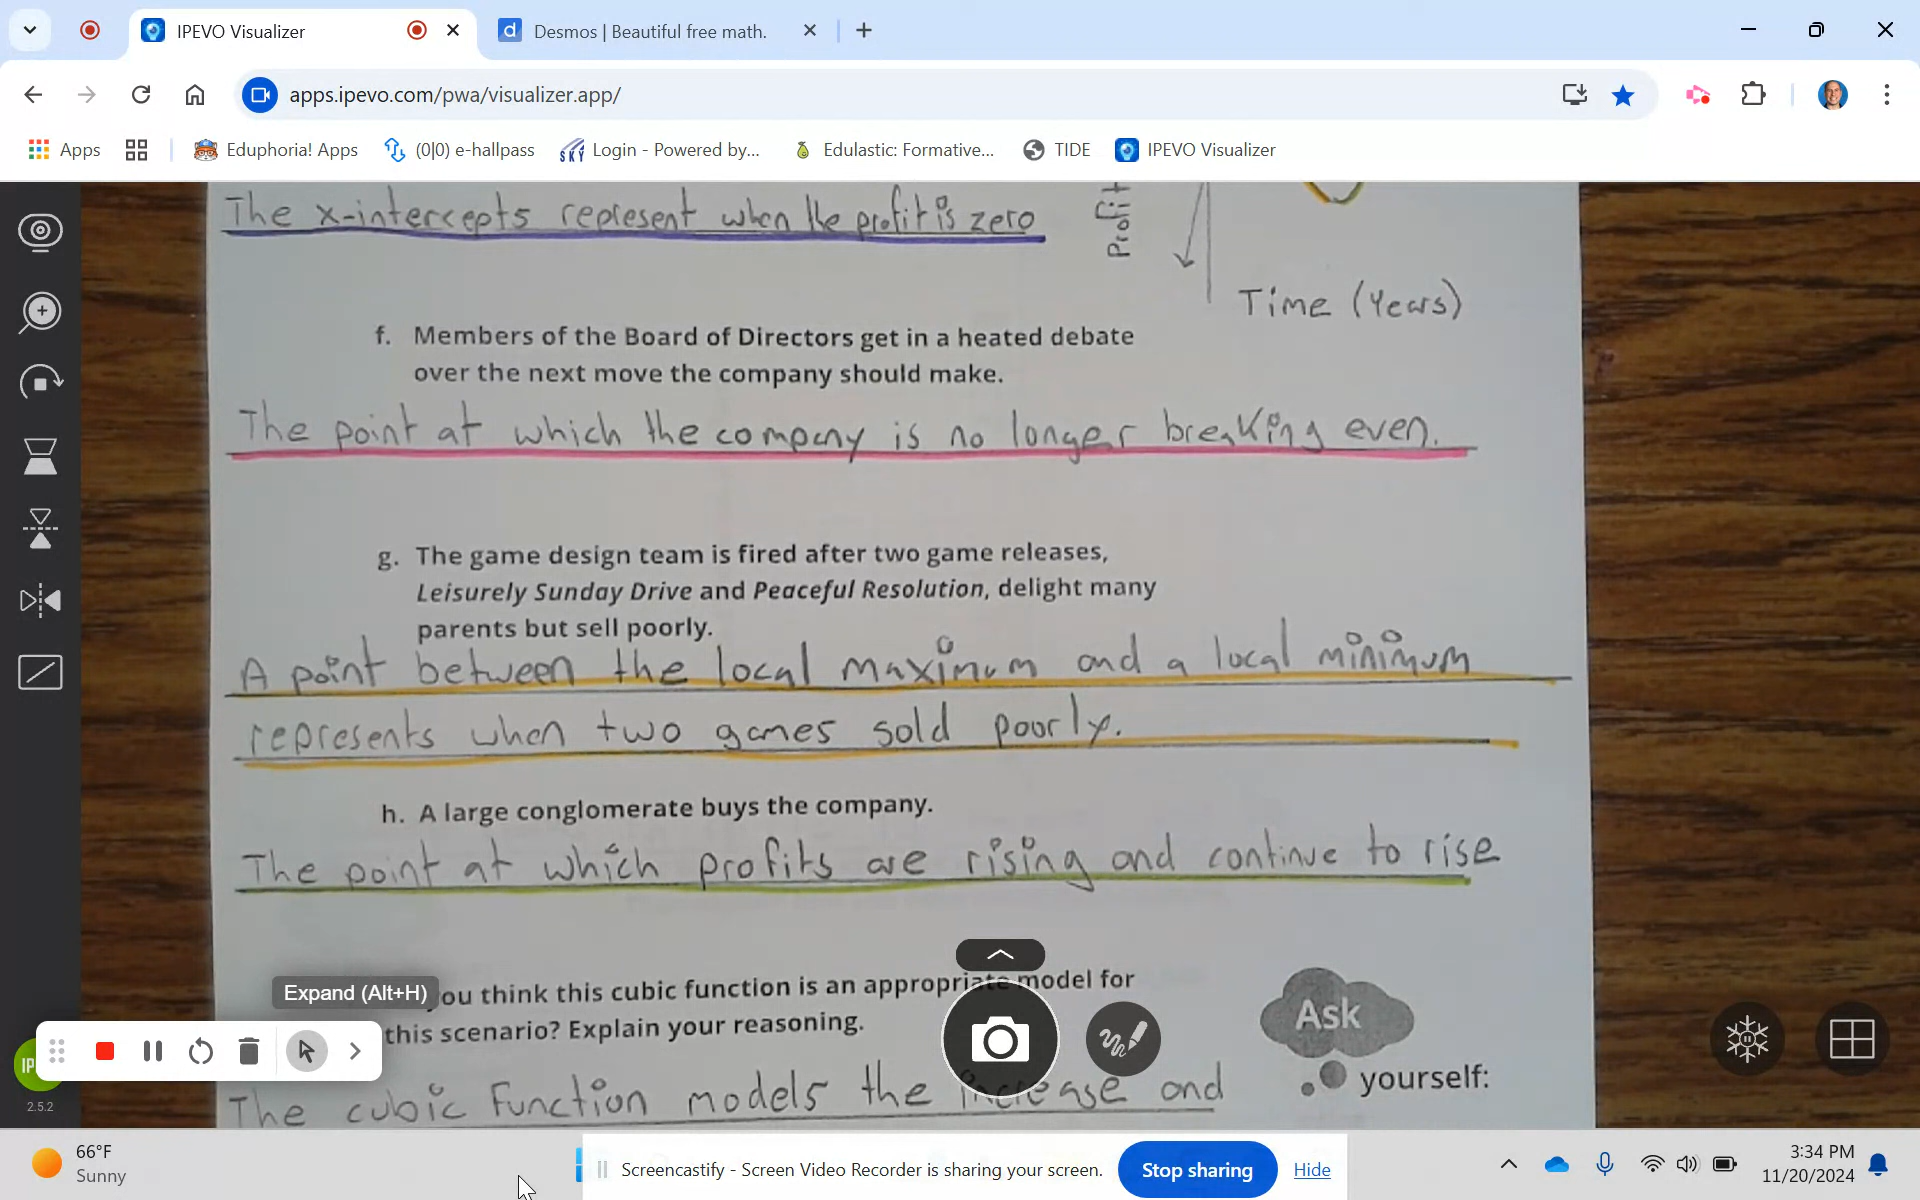 IPEVO Visualizer
Desmos | Beautiful free math.
apps.ipevo.com/pwa/visualizer.app/
Apps
Eduphoria! Apps
(0|0) e-hallpass
Login - Powered by...
Edulastic: Formative...
TIDE
IPEVO Visualizer
The x-intercepts represent when the profit is zero
Profit
Time (Years)
f. Members of the Board of Directors get in a heated debate
over the next move the company should make.
The point at which the company is no longer breaking even.
g. The game design team is fired after two game releases,
Leisurely Sunday Drive and Peaceful Resolution, delight many
parents but sell poorly.
A point between the local maximum and a local minimum
represents when two games sold poorly.
h. A large conglomerate buys the company.
The point at which profits are rising and continue to rise
Expand (Alt+H)
you think this cubic function is an appropriate model for
this scenario? Explain your reasoning.
Ask
yourself:
The cubic function models the increase and
2.5.2
66°F
Sunny
Screencastify - Screen Video Recorder is sharing your screen.
Stop sharing
Hide
3:34 PM
11/20/2024